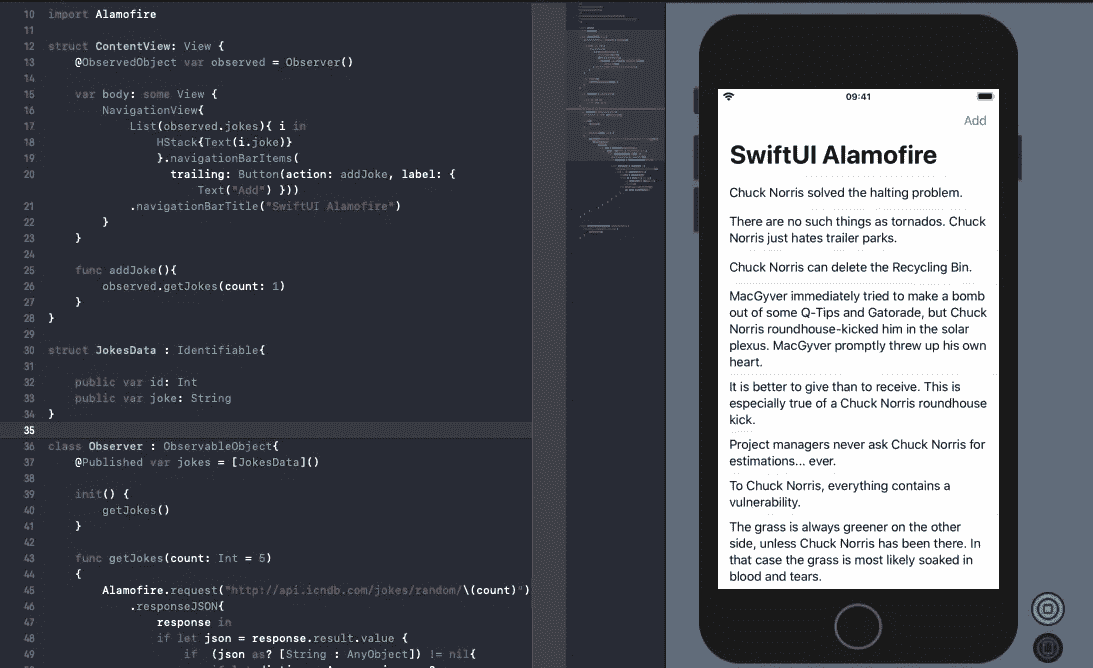 10 import Alamofire
11
12 struct ContentView: View {
13 @ObservedObject var observed = Observer()
14
15 var body: some View {
16 NavigationView{
17 List(observed.jokes){ i in
18 HStack{Text(i.joke)}
19 }.navigationBarItems(
20 trailing: Button(action: addJoke, label: {
Text("Add") }))
21 .navigationBarTitle("SwiftUI Alamofire")
22 }
23 }
24
25 func addJoke(){
26 observed.getJokes(count: 1)
27 }
28 }
29
30 struct JokesData : Identifiable{
31
32 public var id: Int
33 public var joke: String
34 }
35
36 class Observer : ObservableObject{
37 @Published var jokes = [JokesData]()
38
39 init() {
40 getJokes()
41 }
42
43 func getJokes(count: Int = 5)
44 {
45 Alamofire.request("http://api.icndb.com/jokes/random/\(count)")
46 .responseJSON{
47 response in
48 if let json = response.result.value {
49 if (json as? [String : AnyObject]) != nil{
09:41
Add
SwiftUI Alamofire
Chuck Norris solved the halting problem.
There are no such things as tornados. Chuck
Norris just hates trailer parks.
Chuck Norris can delete the Recycling Bin.
MacGyver immediately tried to make a bomb
out of some Q-Tips and Gatorade, but Chuck
Norris roundhouse-kicked him in the solar
plexus. MacGyver promptly threw up his own
heart.
It is better to give than to receive. This is
especially true of a Chuck Norris roundhouse
kick.
Project managers never ask Chuck Norris for
estimations... ever.
To Chuck Norris, everything contains a
vulnerability.
The grass is always greener on the other
side, unless Chuck Norris has been there. In
that case the grass is most likely soaked in
blood and tears.